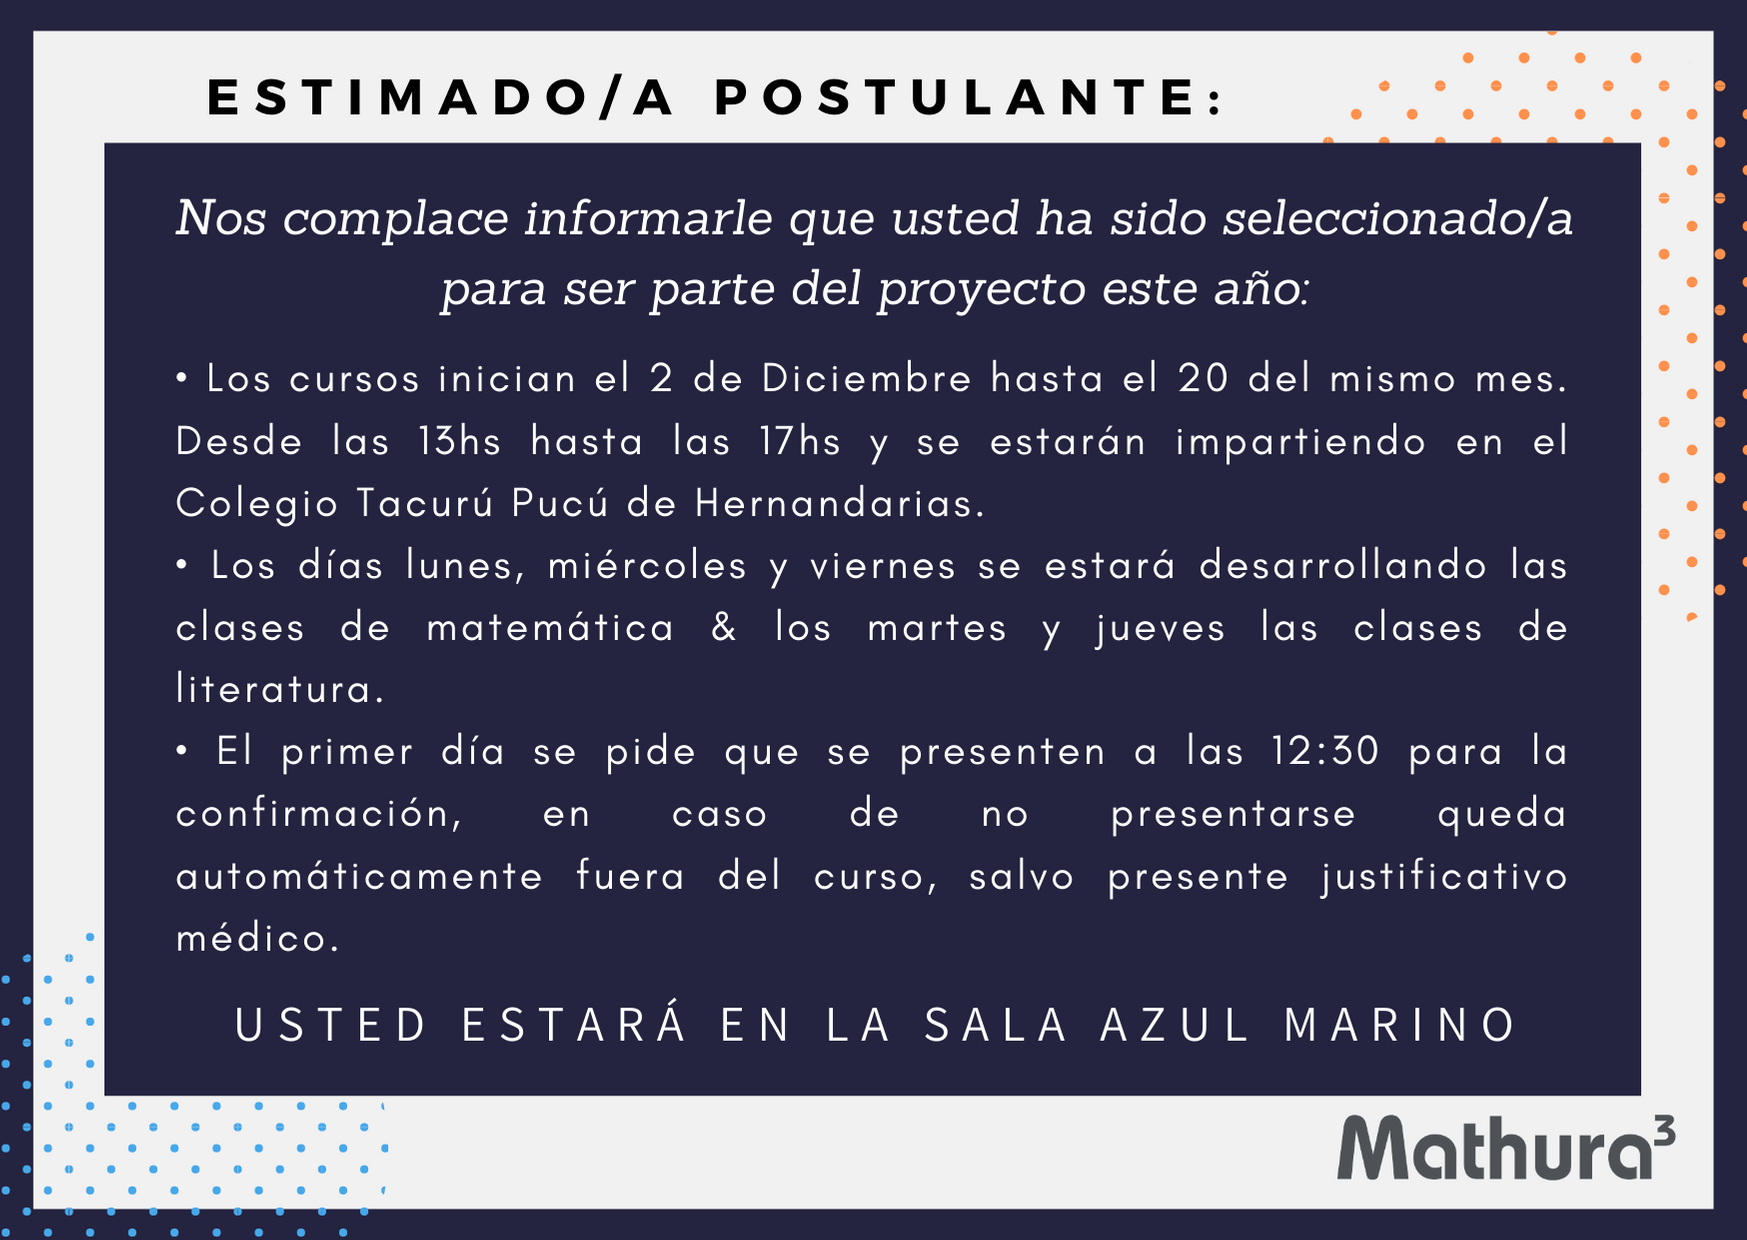 ESTIMADO/A POSTULANTE:
Nos complace informarle que usted ha sido seleccionado/a
para ser parte del proyecto este año:
• Los cursos inician el 2 de Diciembre hasta el 20 del mismo mes.
Desde las 13hs hasta las 17hs y se estarán impartiendo en el
Colegio Tacurú Pucú de Hernandarias.
• Los días lunes, miércoles y viernes se estará desarrollando las
clases de matemática & los martes y jueves las clases de
literatura.
• El primer día se pide que se presenten a las 12:30 para la
confirmación, en caso de no presentarse queda
automáticamente fuera del curso, salvo presente justificativo
médico.
USTED ESTARÁ EN LA SALA AZUL MARINO
Mathura³